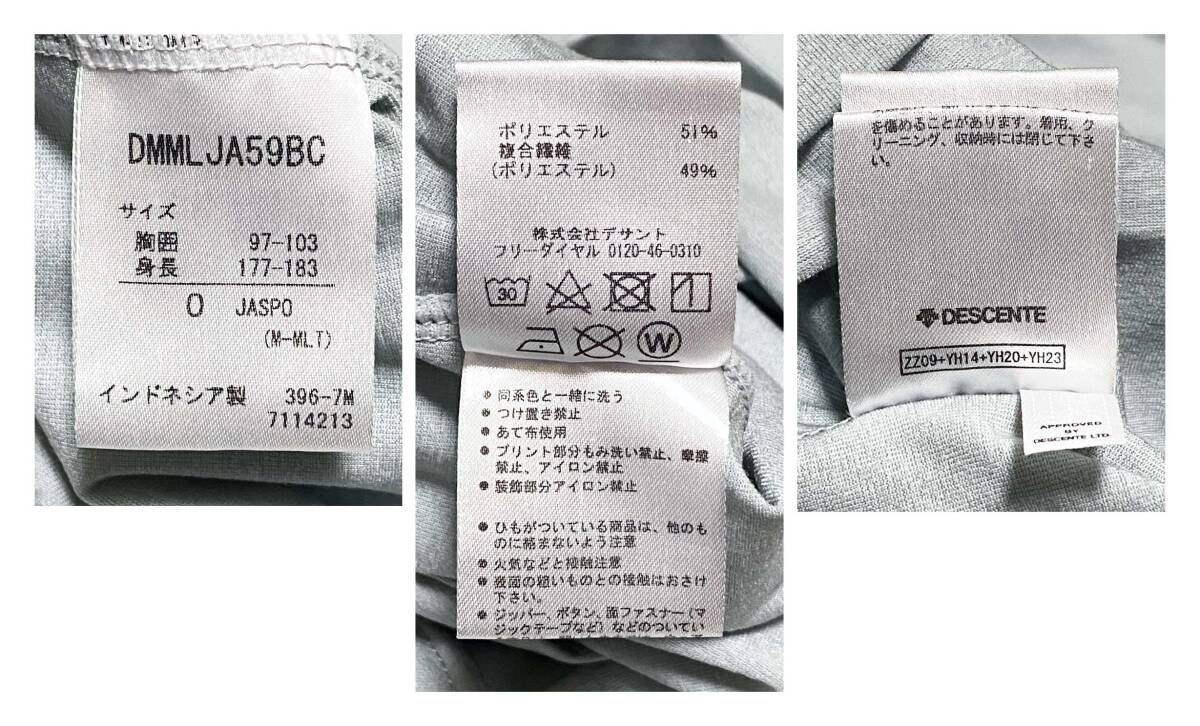 DMMLJA59BC
サイズ
胸囲 97-103
身長 177-183
O JASPO
(M-ML.T)
インドネシア製 396-7M
7114213
ポリエステル 51%
複合繊維
(ポリエステル) 49%
株式会社デサント
フリーダイヤル 0120-46-0310
30
W
● 同系色と一緒に洗う
● つけ置き禁止
● あて布使用
● プリント部分もみ洗い禁止、摩擦
禁止、アイロン禁止
● 装飾部分アイロン禁止
● ひもがついている商品は、他のも
のに絡まないよう注意
● 火気などと接触注意
● 表面の粗いものとの接触はおさけ
下さい。
● ジッパー、ボタン、面ファスナー(マ
ジックテープなど)などのついてい
を傷めることがあります。着用、ク
リーニング、収納時には閉じて下さ
い。
DESCENTE
ZZ09+YH14+YH20+YH23
APPROVED
BY
DESCENTE LTD